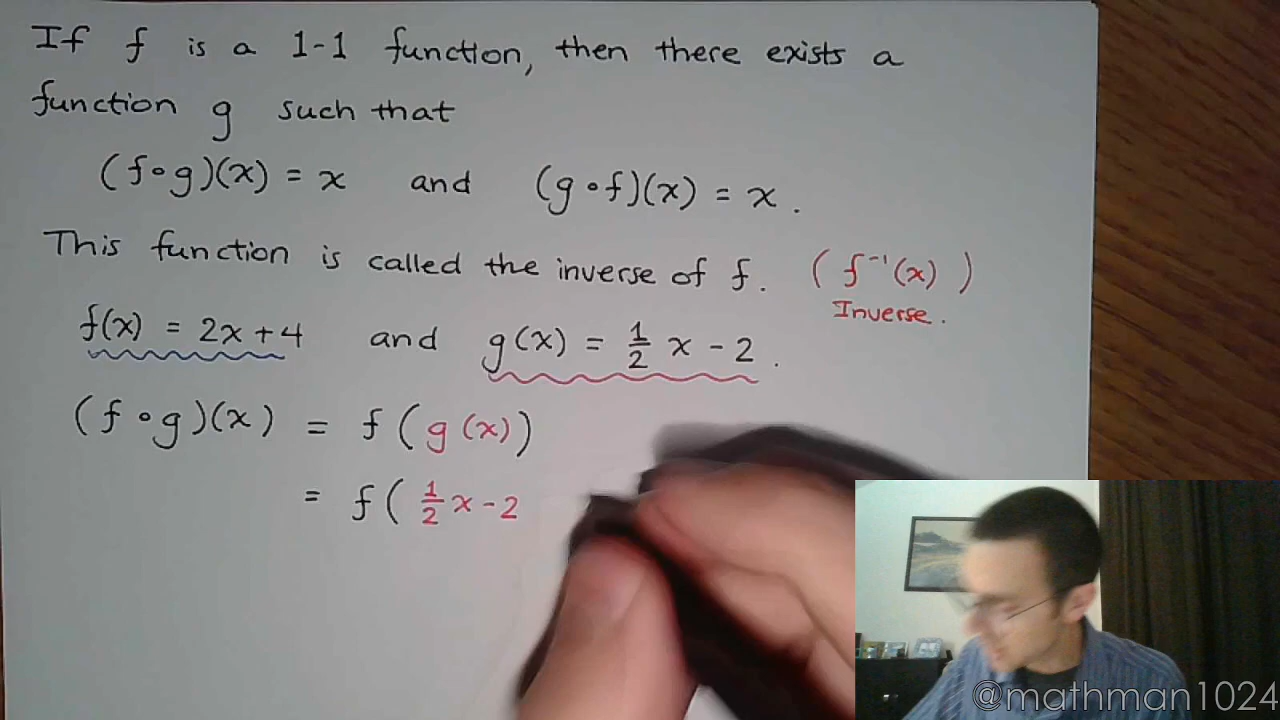 If f is a 1-1 function, then there exists a
function g such that
(f∘g)(x) = x and (g∘f)(x) = x.
This function is called the inverse of f. (f⁻¹(x))
Inverse.
f(x) = 2x+4 and g(x) = 1/2 x - 2.
(f∘g)(x) = f(g(x))
= f(1/2 x - 2
@mathman1024